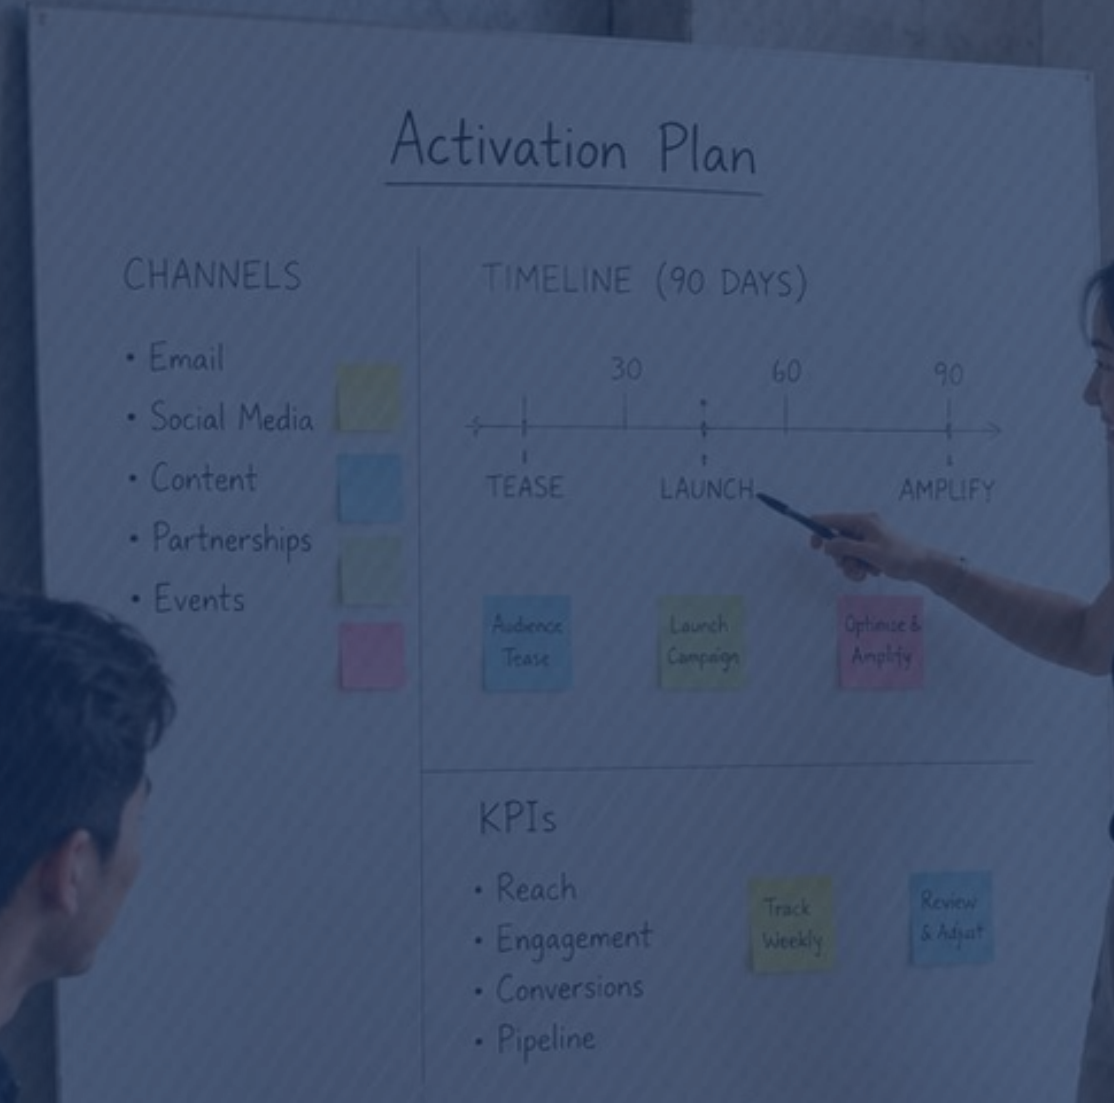 Activation Plan
CHANNELS
• Email
• Social Media
• Content
• Partnerships
• Events
TIMELINE (90 DAYS)
30 60 90
TEASE LAUNCH AMPLIFY
Audience
Tease
Launch
Campaign
Optimize &
Amplify
KPIs
• Reach
• Engagement
• Conversions
• Pipeline
Track
Weekly
Review
& Adjust